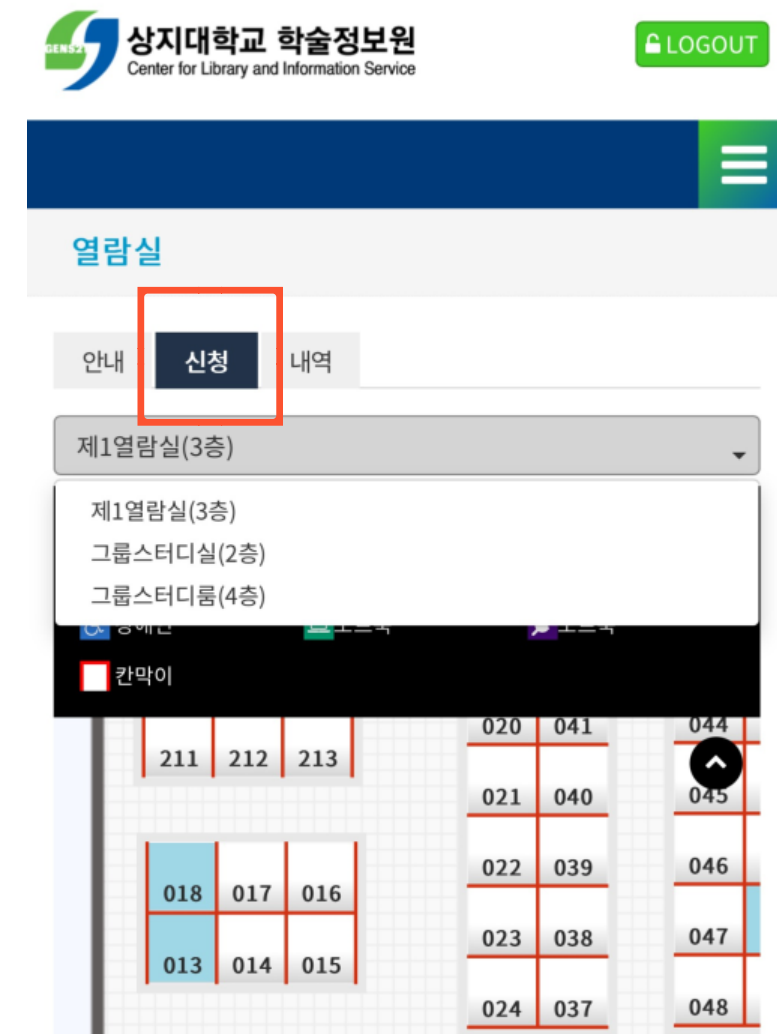 GENS21 상지대학교 학술정보원
Center for Library and Information Service
LOGOUT
열람실
안내 신청 내역
제1열람실(3층)
제1열람실(3층)
그룹스터디실(2층)
그룹스터디룸(4층)
칸막이
020 041 044
211 212 213
021 040 045
022 039 046
018 017 016
023 038 047
013 014 015
024 037 048